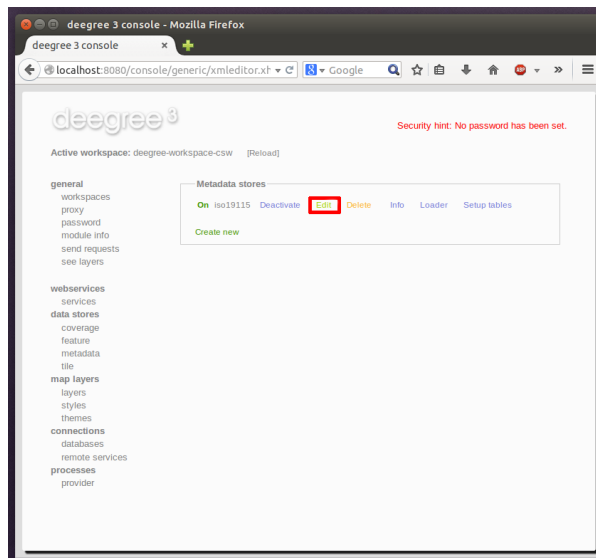 deegree 3 console - Mozilla Firefox
deegree 3 console ×
localhost:8080/console/generic/xmleditor.xh Google
deegree 3
Security hint: No password has been set.
Active workspace: deegree-workspace-csw [Reload]
general
workspaces
proxy
password
module info
send requests
see layers
webservices
services
data stores
coverage
feature
metadata
tile
map layers
layers
styles
themes
connections
databases
remote services
processes
provider
Metadata stores
On iso19115 Deactivate Edit Delete Info Loader Setup tables
Create new